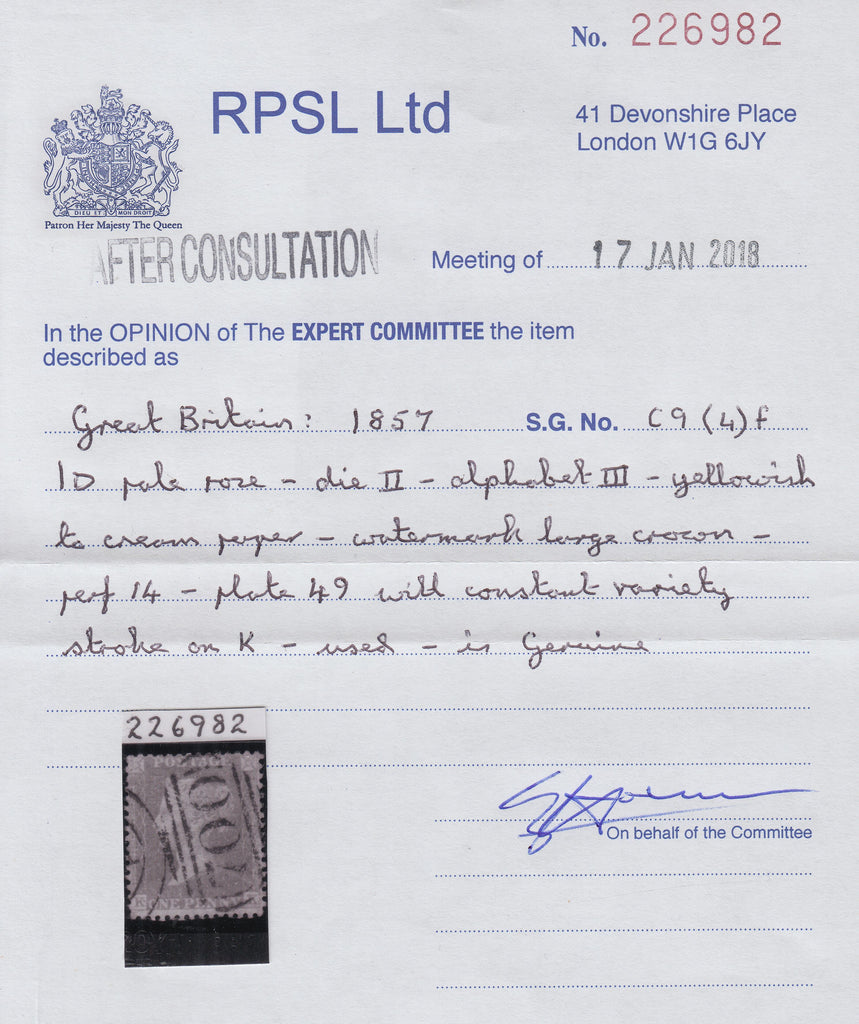 No. 226982
RPSL Ltd
41 Devonshire Place
London W1G 6JY
DIEU ET MON DROIT
Patron Her Majesty The Queen
AFTER CONSULTATION
Meeting of 17 JAN 2018
In the OPINION of The EXPERT COMMITTEE the item
described as
Great Britain: 1857 S.G. No. C9 (4) f
1D pale rose - die II - alphabet III - yellowish
to cream paper - watermark large crown -
perf 14 - plate 49 with constant variety
stroke on K - used - is Genuine
226982
POSTAGE
700
K ONE PENNY
On behalf of the Committee